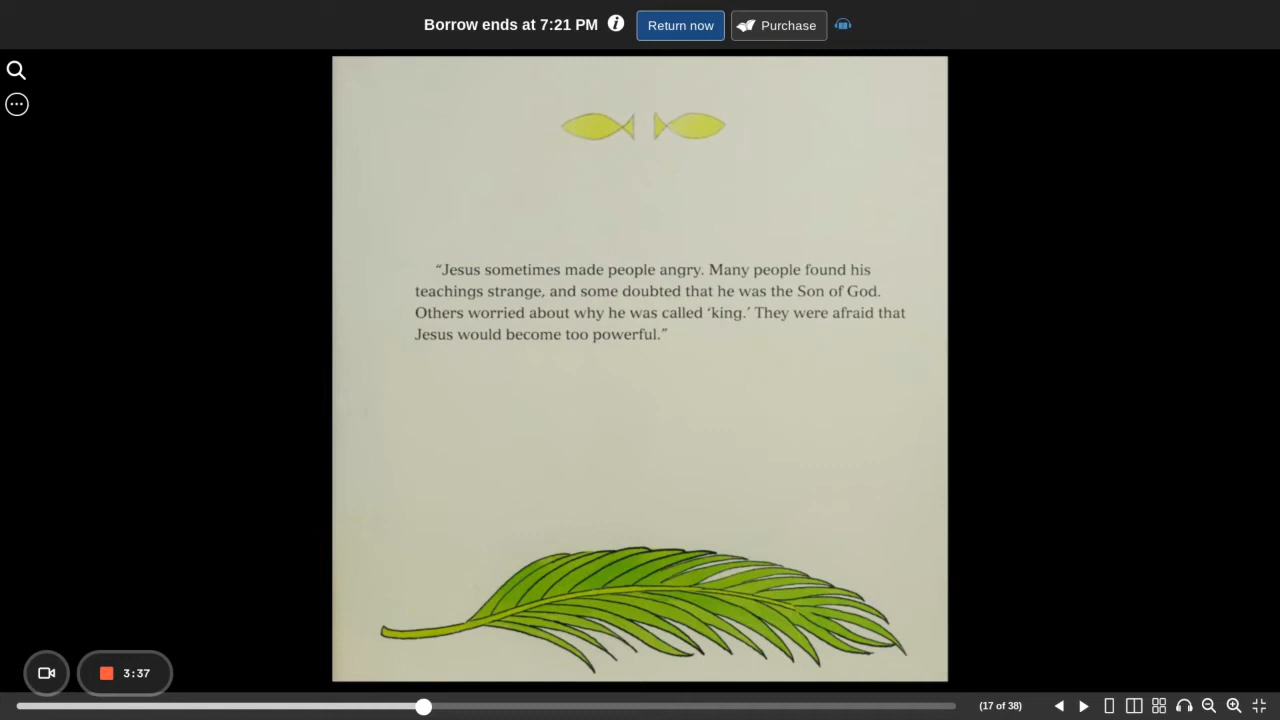 Borrow ends at 7:21 PM
Return now
Purchase
“Jesus sometimes made people angry. Many people found his
teachings strange, and some doubted that he was the Son of God.
Others worried about why he was called ‘king.’ They were afraid that
Jesus would become too powerful.”
3:37
(17 of 38)